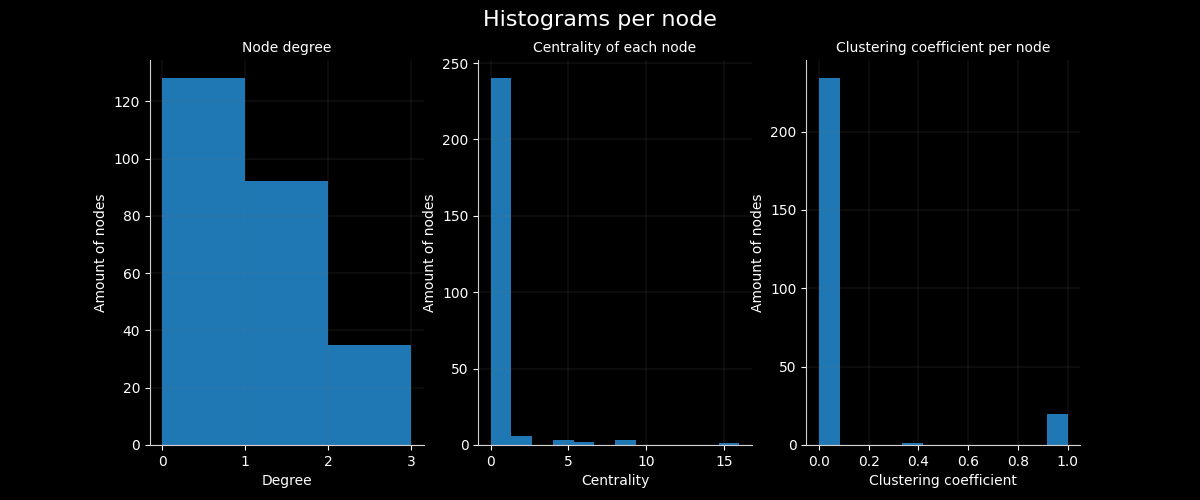 Histograms per node
Node degree
Amount of nodes
120
100
80
60
40
20
0
0 1 2 3
Degree
Centrality of each node
Amount of nodes
250
200
150
100
50
0
0 5 10 15
Centrality
Clustering coefficient per node
Amount of nodes
200
150
100
50
0
0.0 0.2 0.4 0.6 0.8 1.0
Clustering coefficient